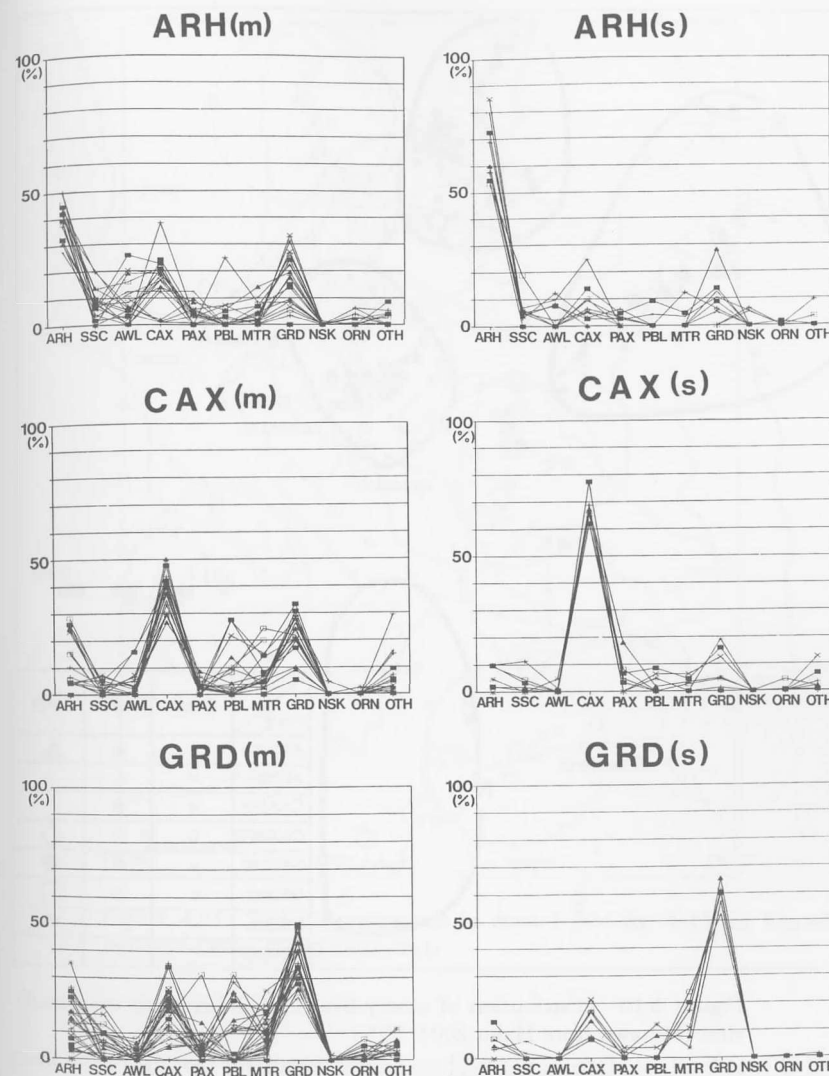 ARH(m)
100
(%)
50
0
ARH SSC AWL CAX PAX PBL MTR GRD NSK ORN OTH
ARH(s)
100
(%)
50
0
ARH SSC AWL CAX PAX PBL MTR GRD NSK ORN OTH
CAX(m)
100
(%)
50
0
ARH SSC AWL CAX PAX PBL MTR GRD NSK ORN OTH
CAX(s)
100
(%)
50
0
ARH SSC AWL CAX PAX PBL MTR GRD NSK ORN OTH
GRD(m)
100
(%)
50
0
ARH SSC AWL CAX PAX PBL MTR GRD NSK ORN OTH
GRD(s)
100
(%)
50
0
ARH SSC AWL CAX PAX PBL MTR GRD NSK ORN OTH